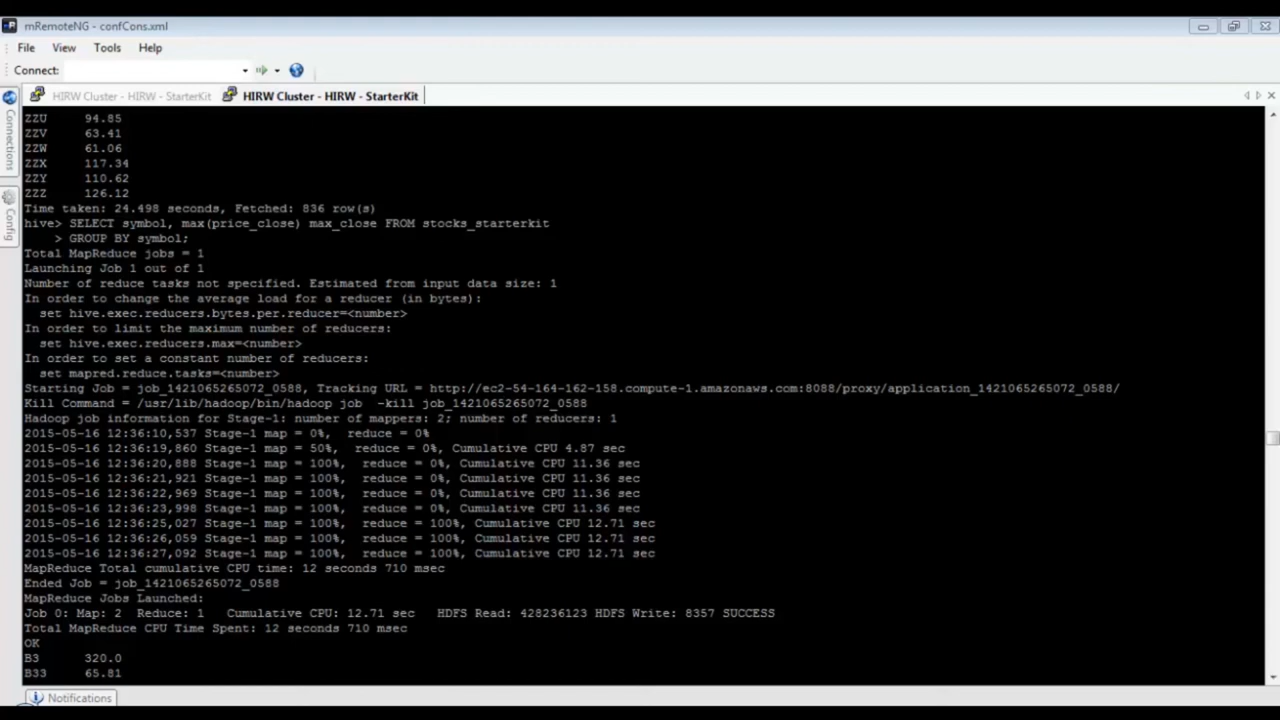 mRemoteNG - confCons.xml
File View Tools Help
Connect:
HIRW Cluster - HIRW - StarterKit
HIRW Cluster - HIRW - StarterKit
Connections
Config
ZZU 94.85
ZZV 63.41
ZZW 61.06
ZZX 117.34
ZZY 110.62
ZZZ 126.12
Time taken: 24.498 seconds, Fetched: 836 row(s)
hive> SELECT symbol, max(price_close) max_close FROM stocks_starterkit
> GROUP BY symbol;
Total MapReduce jobs = 1
Launching Job 1 out of 1
Number of reduce tasks not specified. Estimated from input data size: 1
In order to change the average load for a reducer (in bytes):
set hive.exec.reducers.bytes.per.reducer=<number>
In order to limit the maximum number of reducers:
set hive.exec.reducers.max=<number>
In order to set a constant number of reducers:
set mapred.reduce.tasks=<number>
Starting Job = job_1421065265072_0588, Tracking URL = http://ec2-54-164-162-158.compute-1.amazonaws.com:8088/proxy/application_1421065265072_0588/
Kill Command = /usr/lib/hadoop/bin/hadoop job -kill job_1421065265072_0588
Hadoop job information for Stage-1: number of mappers: 2; number of reducers: 1
2015-05-16 12:36:10,537 Stage-1 map = 0%, reduce = 0%
2015-05-16 12:36:19,860 Stage-1 map = 50%, reduce = 0%, Cumulative CPU 4.87 sec
2015-05-16 12:36:20,888 Stage-1 map = 100%, reduce = 0%, Cumulative CPU 11.36 sec
2015-05-16 12:36:21,921 Stage-1 map = 100%, reduce = 0%, Cumulative CPU 11.36 sec
2015-05-16 12:36:22,969 Stage-1 map = 100%, reduce = 0%, Cumulative CPU 11.36 sec
2015-05-16 12:36:23,998 Stage-1 map = 100%, reduce = 0%, Cumulative CPU 11.36 sec
2015-05-16 12:36:25,027 Stage-1 map = 100%, reduce = 100%, Cumulative CPU 12.71 sec
2015-05-16 12:36:26,059 Stage-1 map = 100%, reduce = 100%, Cumulative CPU 12.71 sec
2015-05-16 12:36:27,092 Stage-1 map = 100%, reduce = 100%, Cumulative CPU 12.71 sec
MapReduce Total cumulative CPU time: 12 seconds 710 msec
Ended Job = job_1421065265072_0588
MapReduce Jobs Launched:
Job 0: Map: 2 Reduce: 1 Cumulative CPU: 12.71 sec HDFS Read: 428236123 HDFS Write: 8357 SUCCESS
Total MapReduce CPU Time Spent: 12 seconds 710 msec
OK
B3 320.0
B33 65.81
Notifications